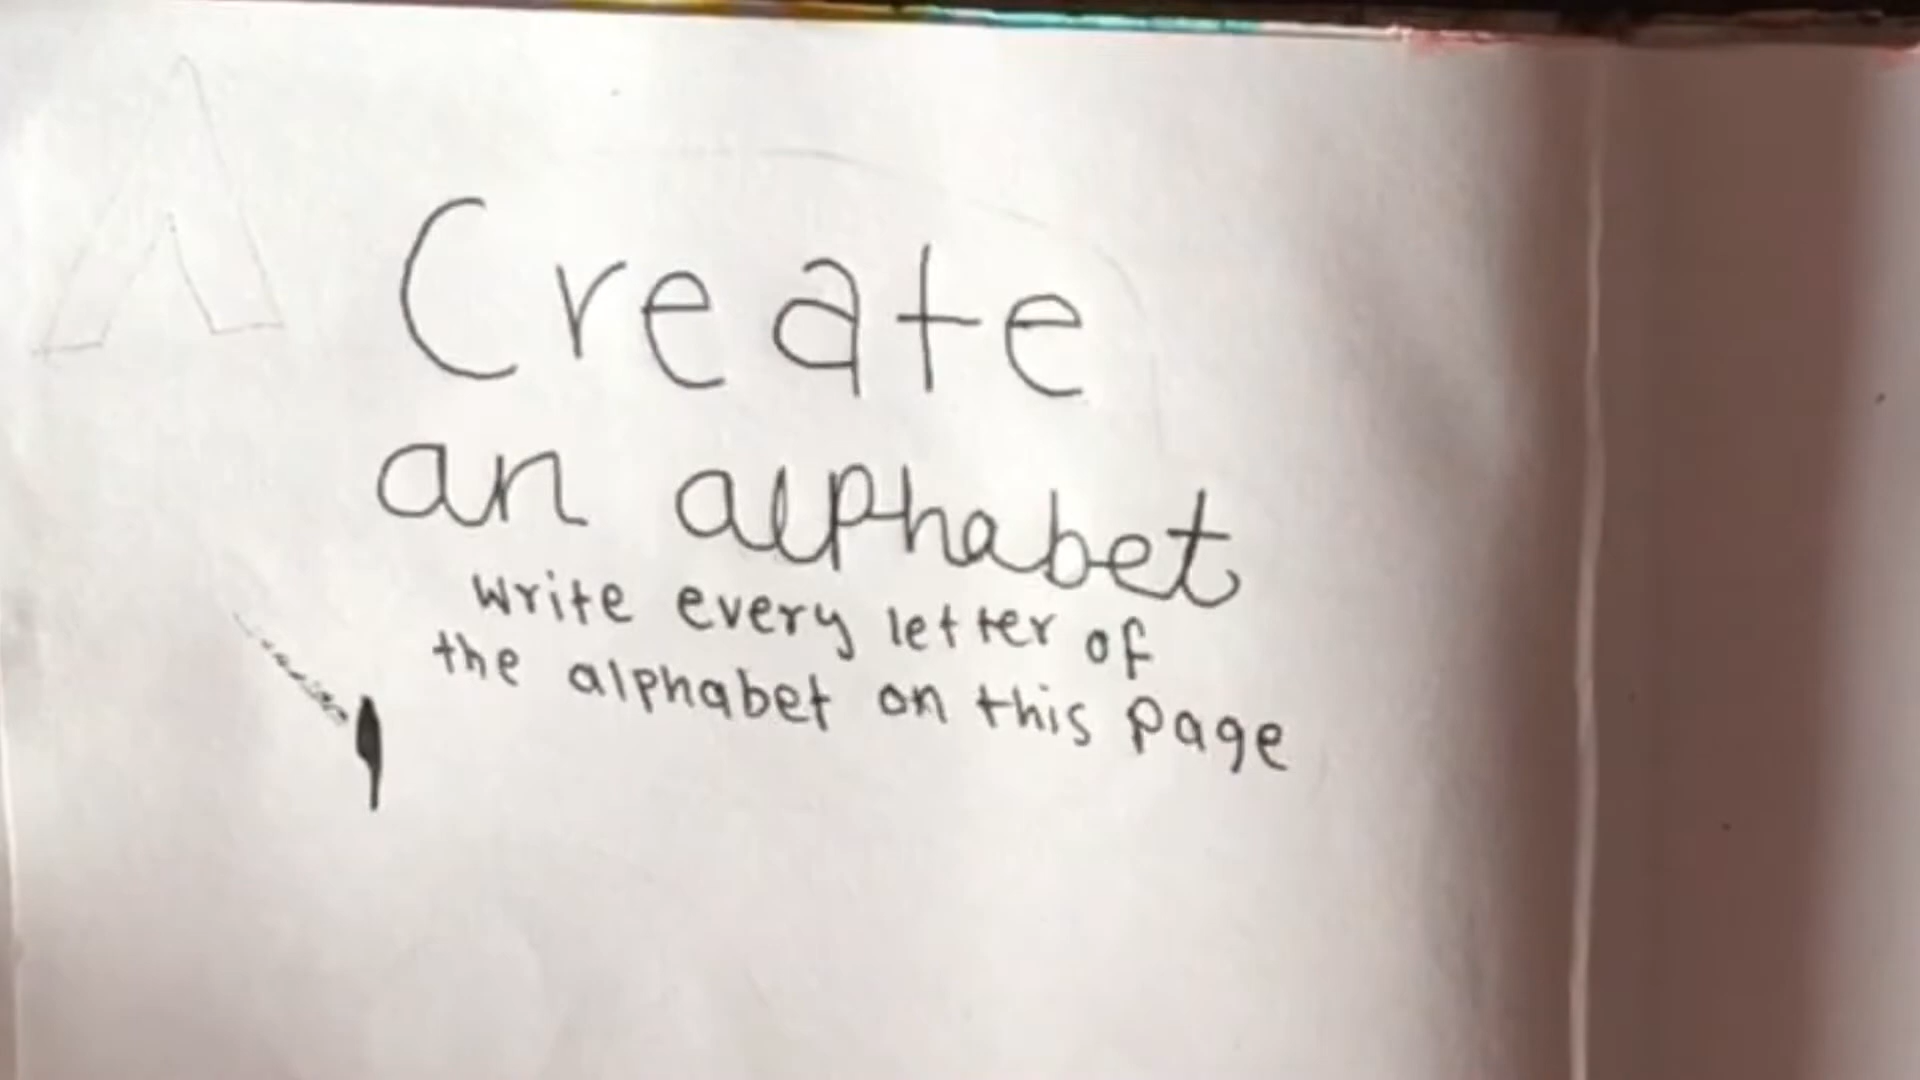 Create
an alphabet
write every letter of
the alphabet on this page